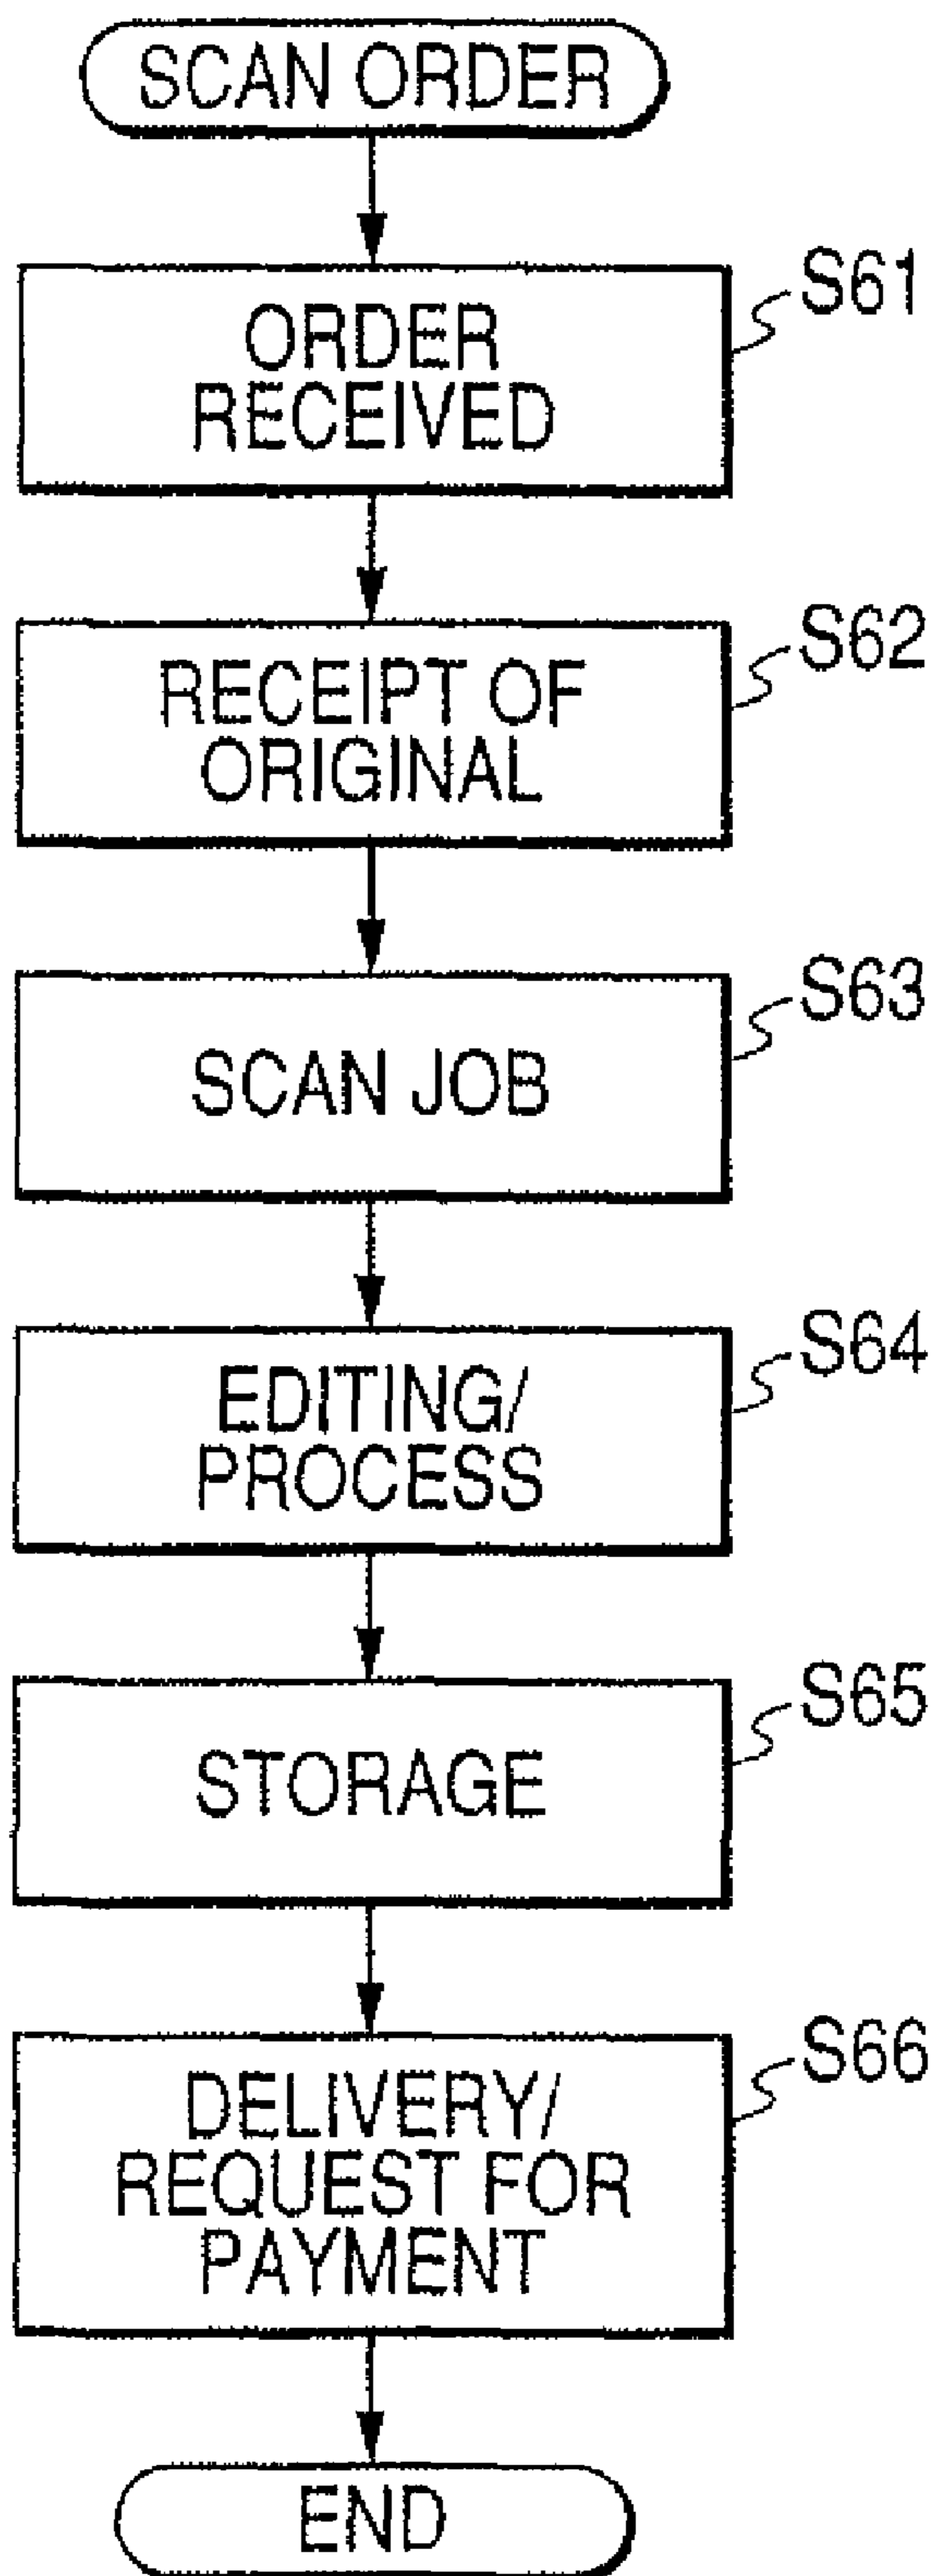 SCAN ORDER
S61
ORDER
RECEIVED
S62
RECEIPT OF
ORIGINAL
S63
SCAN JOB
S64
EDITING/
PROCESS
S65
STORAGE
S66
DELIVERY/
REQUEST FOR
PAYMENT
END